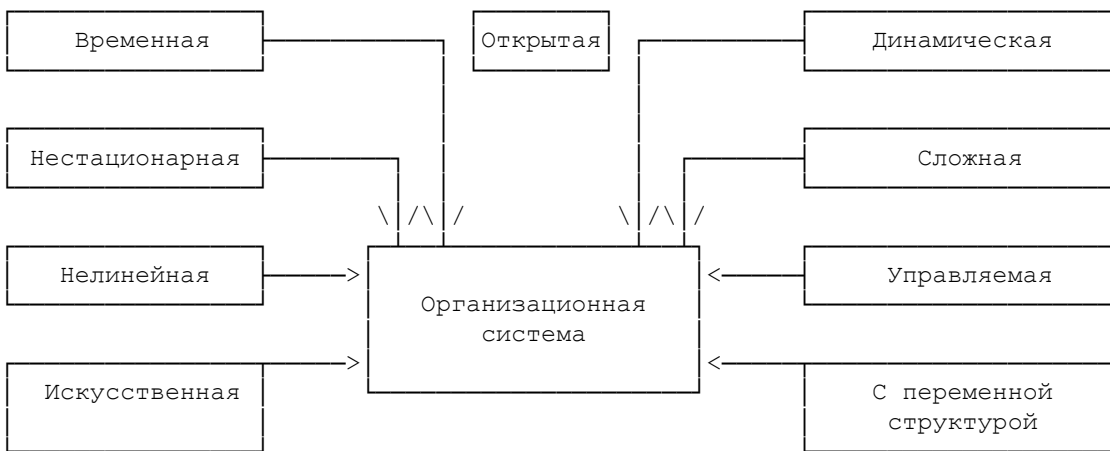 Временная
Открытая
Динамическая
Нестационарная
Сложная
Нелинейная
Управляемая
Организационная
система
Искусственная
С переменной
структурой